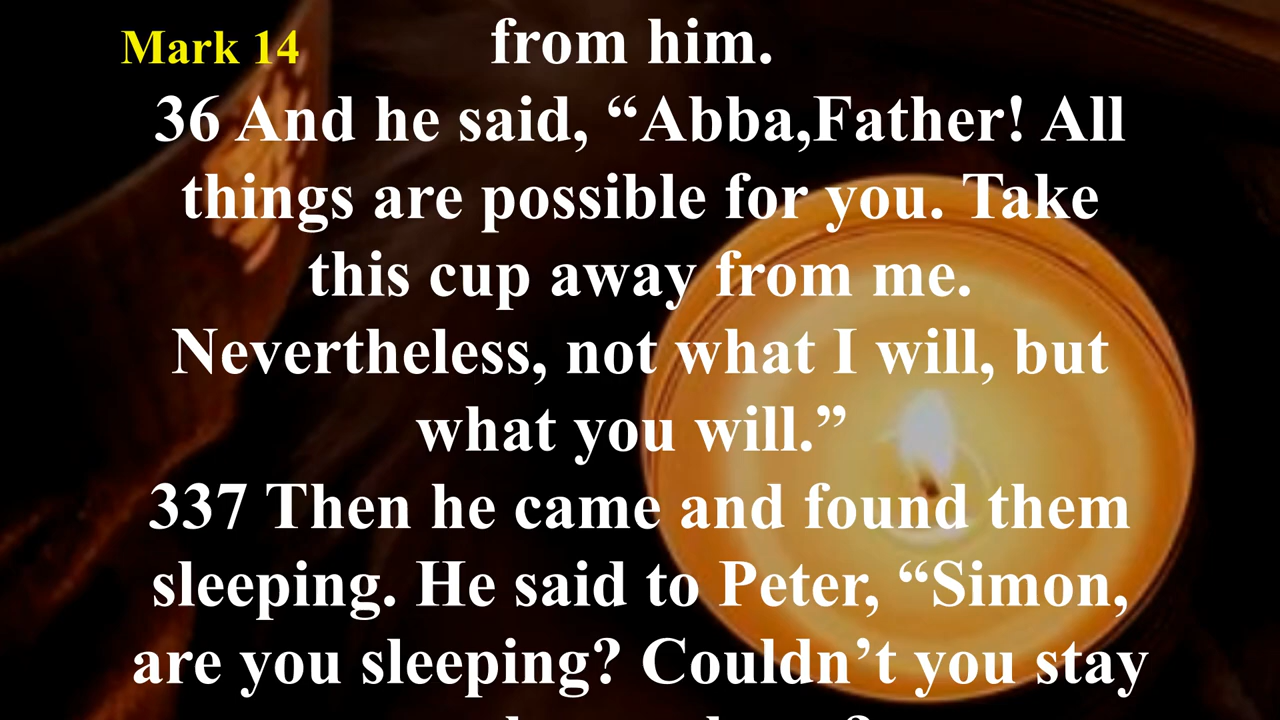 Mark 14
from him.
36 And he said, “Abba,Father! All
things are possible for you. Take
this cup away from me.
Nevertheless, not what I will, but
what you will.”
337 Then he came and found them
sleeping. He said to Peter, “Simon,
are you sleeping? Couldn’t you stay